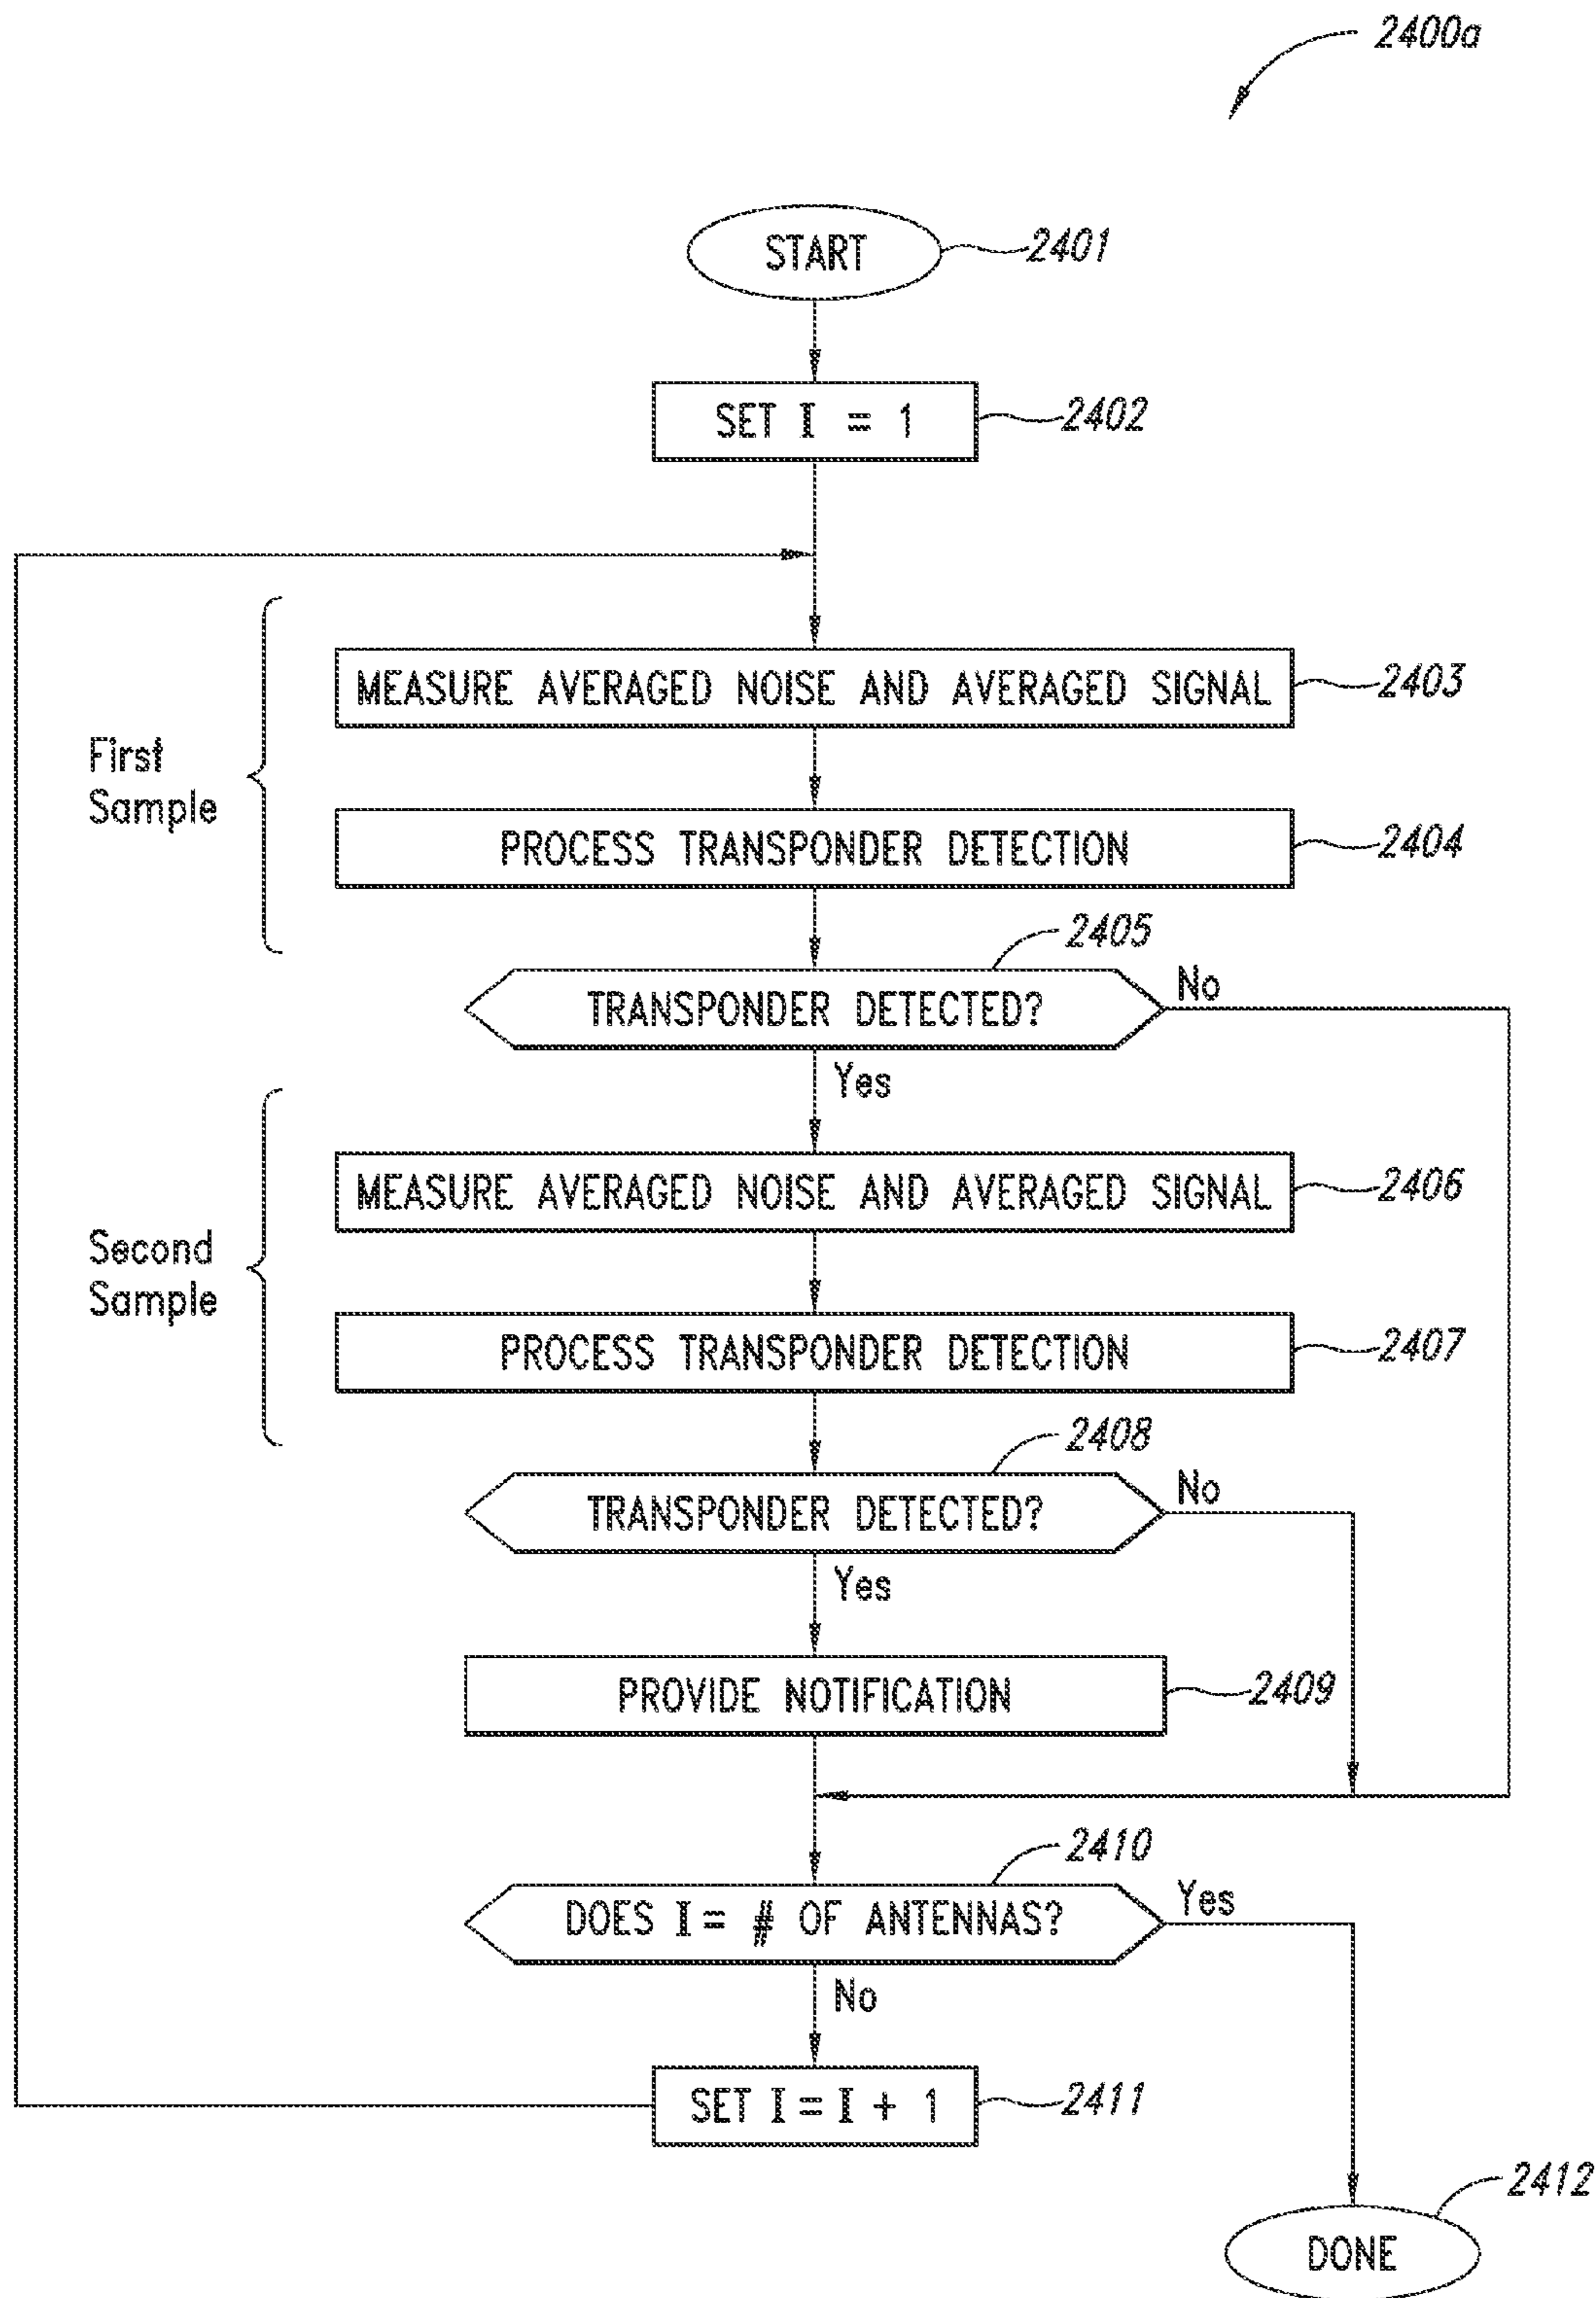 2400a
START
2401
SET I = 1
2402
MEASURE AVERAGED NOISE AND AVERAGED SIGNAL
2403
First
Sample
PROCESS TRANSPONDER DETECTION
2404
2405
TRANSPONDER DETECTED?
No
Yes
MEASURE AVERAGED NOISE AND AVERAGED SIGNAL
2406
Second
Sample
PROCESS TRANSPONDER DETECTION
2407
2408
TRANSPONDER DETECTED?
No
Yes
PROVIDE NOTIFICATION
2409
2410
DOES I = # OF ANTENNAS?
Yes
No
SET I = I + 1
2411
2412
DONE